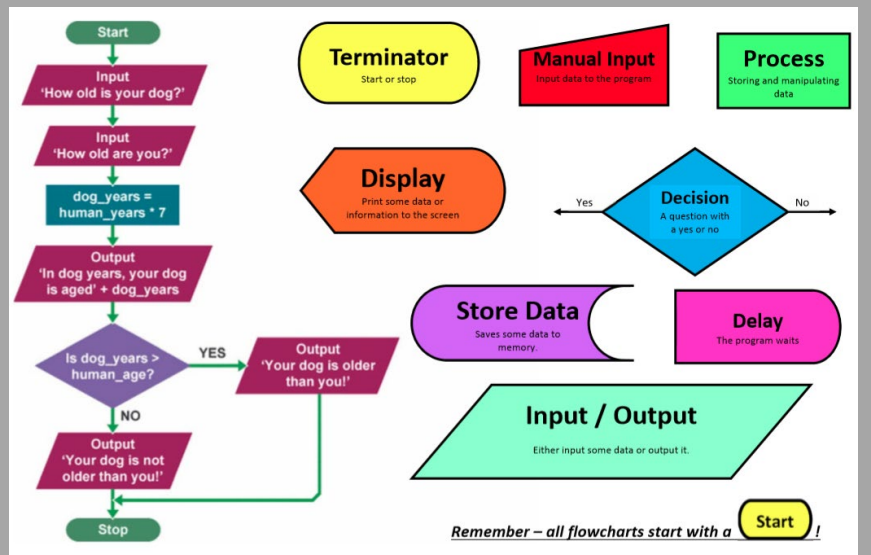 Start
Input
‘How old is your dog?’
Input
‘How old are you?’
dog_years =
human_years * 7
Output
‘In dog years, your dog
is aged’ + dog_years
Is dog_years >
human_age?
YES
Output
‘Your dog is older
than you!’
NO
Output
‘Your dog is not
older than you!’
Stop
Terminator
Start or stop
Manual Input
Input data to the program
Process
Storing and manipulating
data
Display
Print some data or
information to the screen
Yes
Decision
A question with
a yes or no
No
Store Data
Saves some data to
memory.
Delay
The program waits
Input / Output
Either input some data or output it.
Remember – all flowcharts start with a Start !